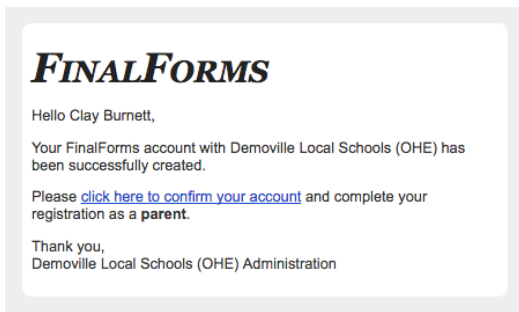 FINALFORMS
Hello Clay Burnett,
Your FinalForms account with Demoville Local Schools (OHE) has
been successfully created.
Please click here to confirm your account and complete your
registration as a parent.
Thank you,
Demoville Local Schools (OHE) Administration